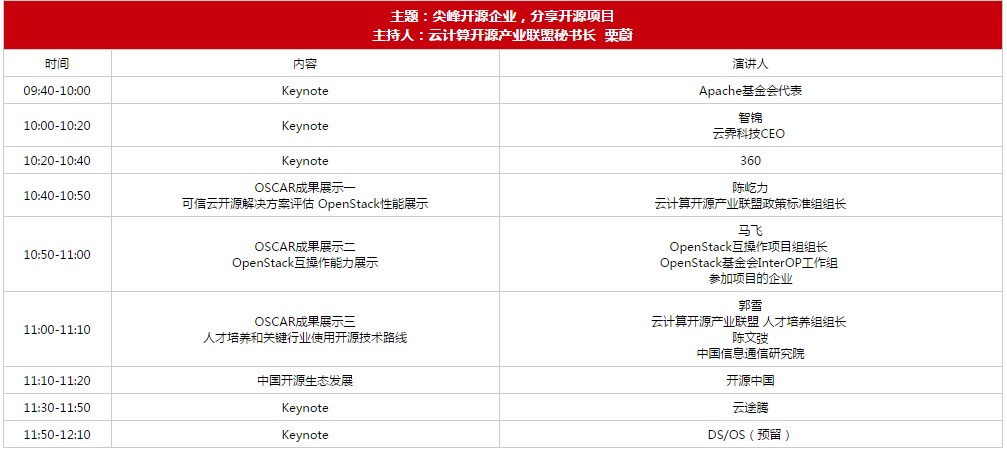 主题：尖峰开源企业，分享开源项目
主持人：云计算开源产业联盟秘书长 栗蔚
时间 内容 演讲人
09:40-10:00 Keynote Apache基金会代表
10:00-10:20 Keynote 智锦
云霁科技CEO
10:20-10:40 Keynote 360
10:40-10:50 OSCAR成果展示一
可信云开源解决方案评估 OpenStack性能展示
陈屹力
云计算开源产业联盟政策标准组组长
10:50-11:00 OSCAR成果展示二
OpenStack互操作能力展示
马飞
OpenStack互操作项目组组长
OpenStack基金会InterOP工作组
参加项目的企业
11:00-11:10 OSCAR成果展示三
人才培养和关键行业使用开源技术路线
郭雪
云计算开源产业联盟 人才培养组组长
陈文弢
中国信息通信研究院
11:10-11:20 中国开源生态发展 开源中国
11:30-11:50 Keynote 云途腾
11:50-12:10 Keynote DS/OS（预留）